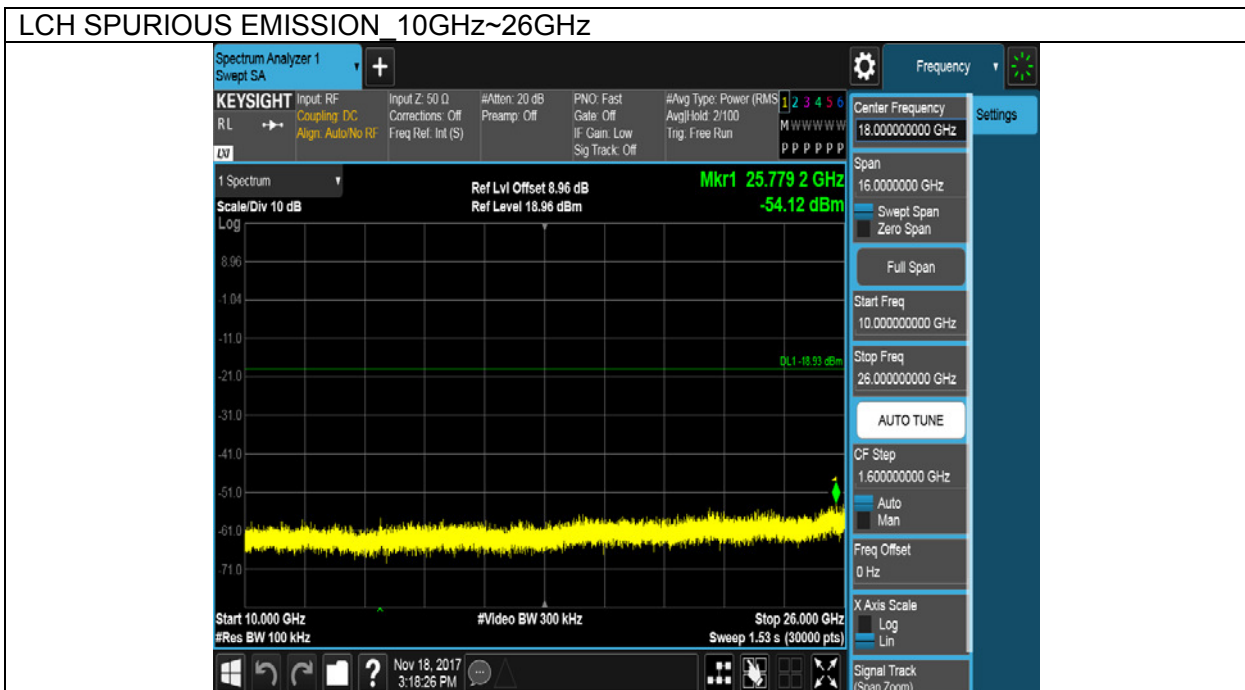 LCH SPURIOUS EMISSION_10GHz~26GHz
Spectrum Analyzer 1
Swept SA
+
Frequency
KEYSIGHT
RL
LXI
Input: RF
Coupling: DC
Align: Auto/No RF
Input Z: 50 Ω
Corrections: Off
Freq Ref: Int (S)
#Atten: 20 dB
Preamp: Off
PNO: Fast
Gate: Off
IF Gain: Low
Sig Track: Off
#Avg Type: Power (RMS
Avg|Hold: 2/100
Trig: Free Run
1 2 3 4 5 6
M W W W W W
P P P P P P
1 Spectrum
Scale/Div 10 dB
Ref Lvl Offset 8.96 dB
Ref Level 18.96 dBm
Mkr1 25.779 2 GHz
-54.12 dBm
Log
8.96
-1.04
-11.0
-21.0
-31.0
-41.0
-51.0
-61.0
-71.0
DL1 -18.93 dBm
1
Start 10.000 GHz
#Res BW 100 kHz
#Video BW 300 kHz
Stop 26.000 GHz
Sweep 1.53 s (30000 pts)
?
Nov 18, 2017
3:18:26 PM
Center Frequency
18.000000000 GHz
Settings
Span
16.0000000 GHz
Swept Span
Zero Span
Full Span
Start Freq
10.000000000 GHz
Stop Freq
26.000000000 GHz
AUTO TUNE
CF Step
1.600000000 GHz
Auto
Man
Freq Offset
0 Hz
X Axis Scale
Log
Lin
Signal Track
(Span Zoom)